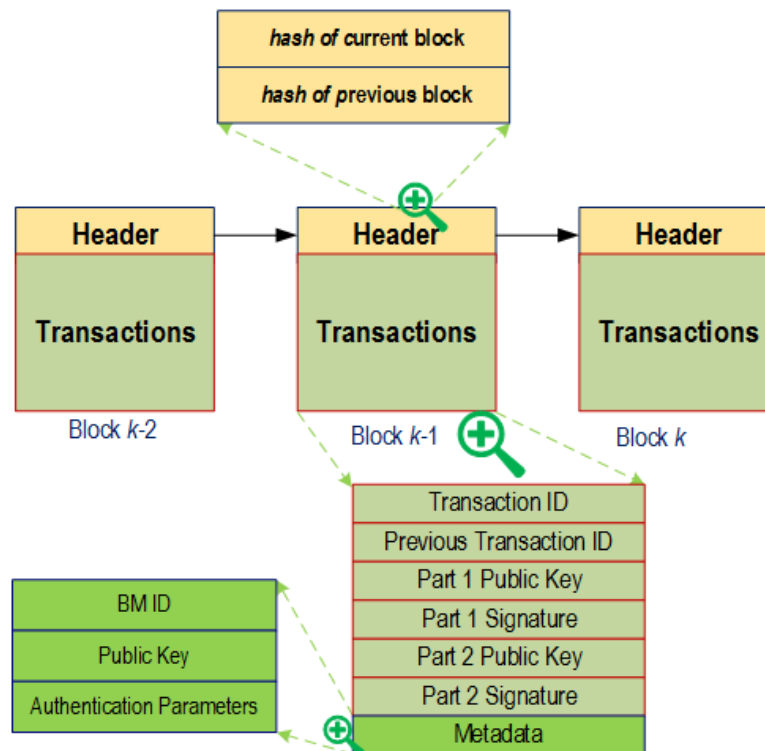 hash of current block
hash of previous block
Header
Header
Header
Transactions
Transactions
Transactions
Block k-2
Block k-1
Block k
Transaction ID
Previous Transaction ID
Part 1 Public Key
Part 1 Signature
Part 2 Public Key
Part 2 Signature
Metadata
BM ID
Public Key
Authentication Parameters